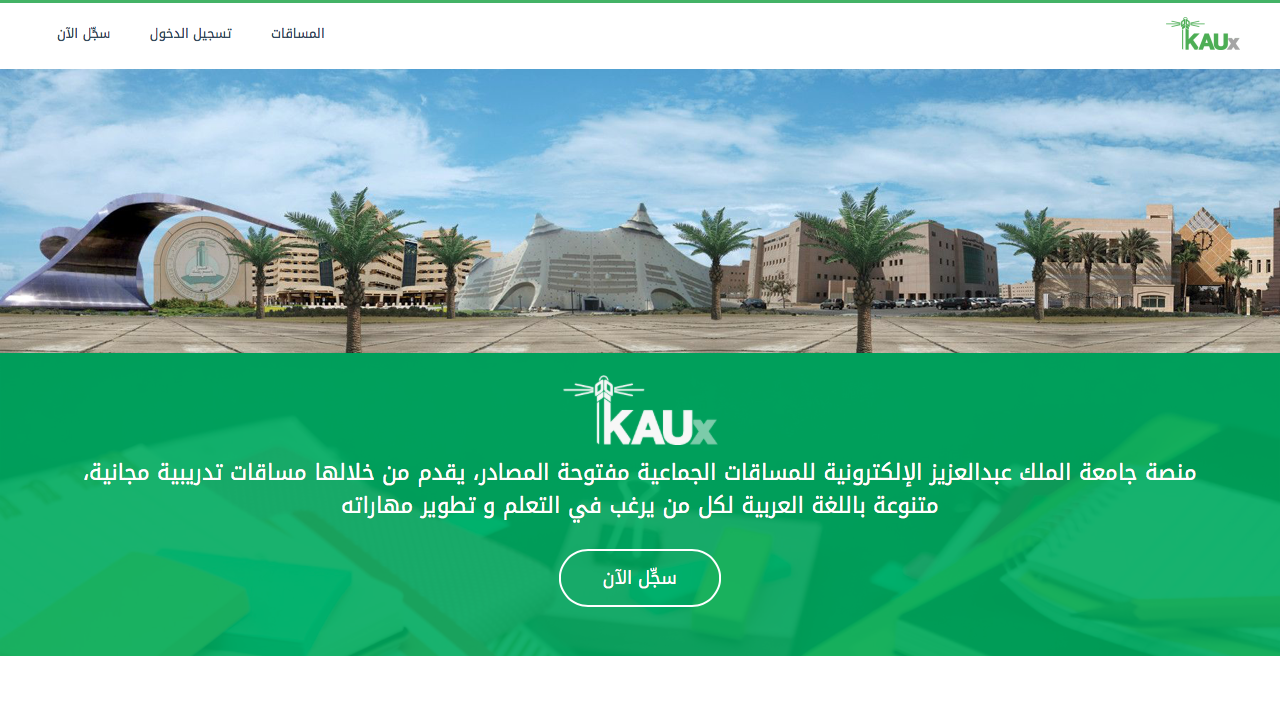 KAUx
المساقات
تسجيل الدخول
سجِّل الآن
KAUx
منصة جامعة الملك عبدالعزيز الإلكترونية للمساقات الجماعية مفتوحة المصادر، يقدم من خلالها مساقات تدريبية مجانية،
متنوعة باللغة العربية لكل من يرغب في التعلم و تطوير مهاراته
سجِّل الآن